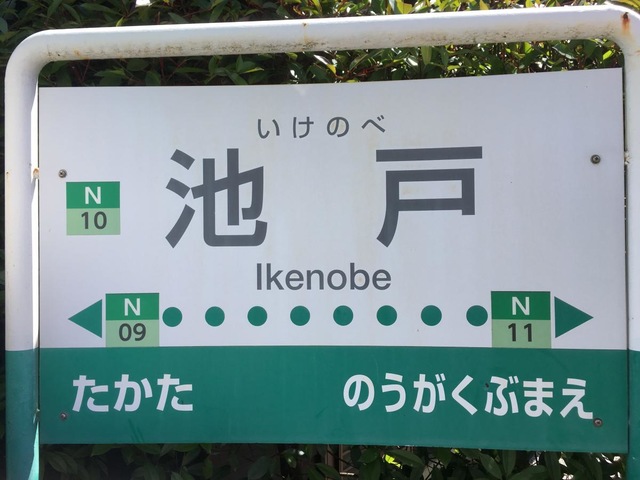 いけのべ
池戸
N
10
Ikenobe
N
09
N
11
たかた
のうがくぶまえ